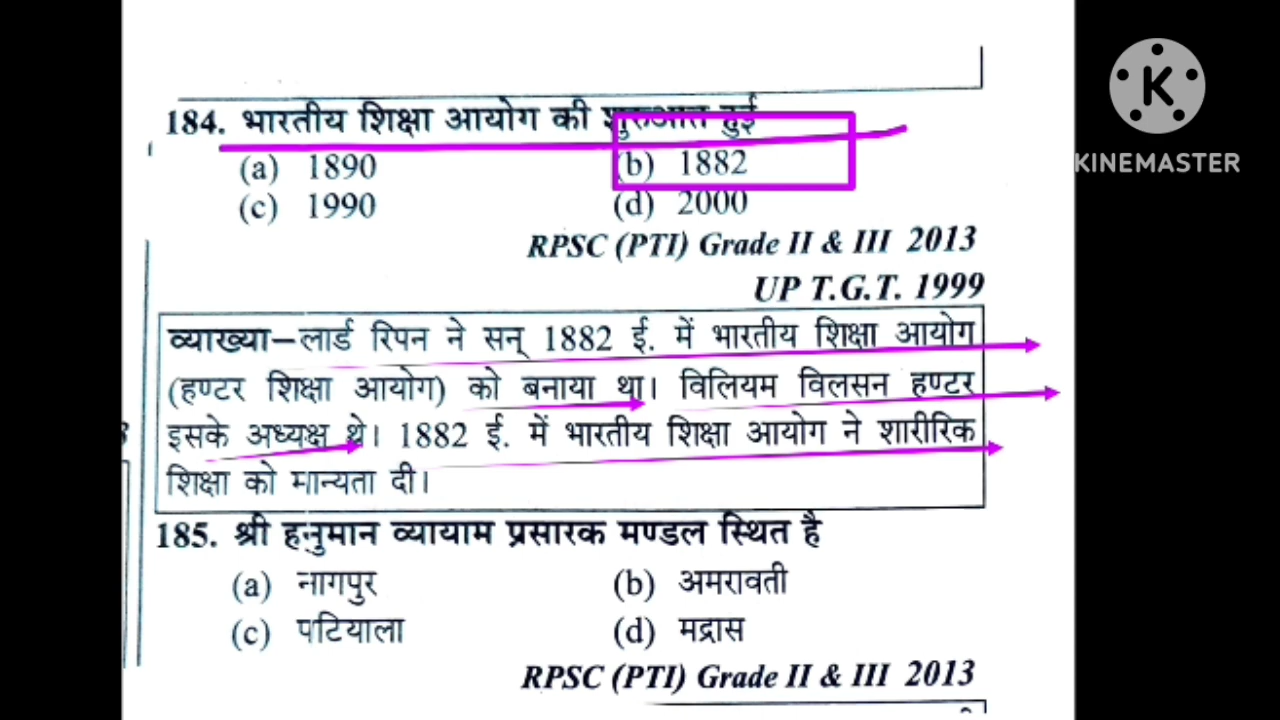 184. भारतीय शिक्षा आयोग की शुरुआत हुई
(a) 1890 (b) 1882
(c) 1990 (d) 2000
RPSC (PTI) Grade II & III 2013
UP T.G.T. 1999
व्याख्या–लार्ड रिपन ने सन् 1882 ई. में भारतीय शिक्षा आयोग
(हण्टर शिक्षा आयोग) को बनाया था। विलियम विलसन हण्टर
इसके अध्यक्ष थे। 1882 ई. में भारतीय शिक्षा आयोग ने शारीरिक
शिक्षा को मान्यता दी।
185. श्री हनुमान व्यायाम प्रसारक मण्डल स्थित है
(a) नागपुर (b) अमरावती
(c) पटियाला (d) मद्रास
RPSC (PTI) Grade II & III 2013
K
KINEMASTER